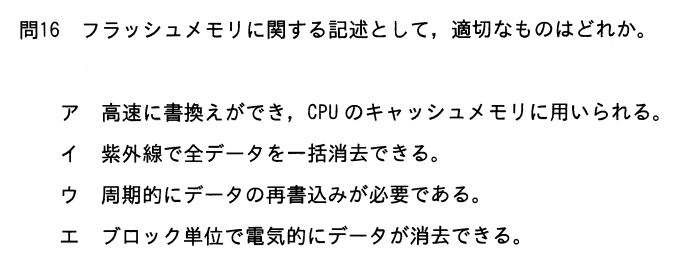 問16 フラッシュメモリに関する記述として，適切なものはどれか。
ア 高速に書換えができ，CPUのキャッシュメモリに用いられる。
イ 紫外線で全データを一括消去できる。
ウ 周期的にデータの再書込みが必要である。
エ ブロック単位で電気的にデータが消去できる。